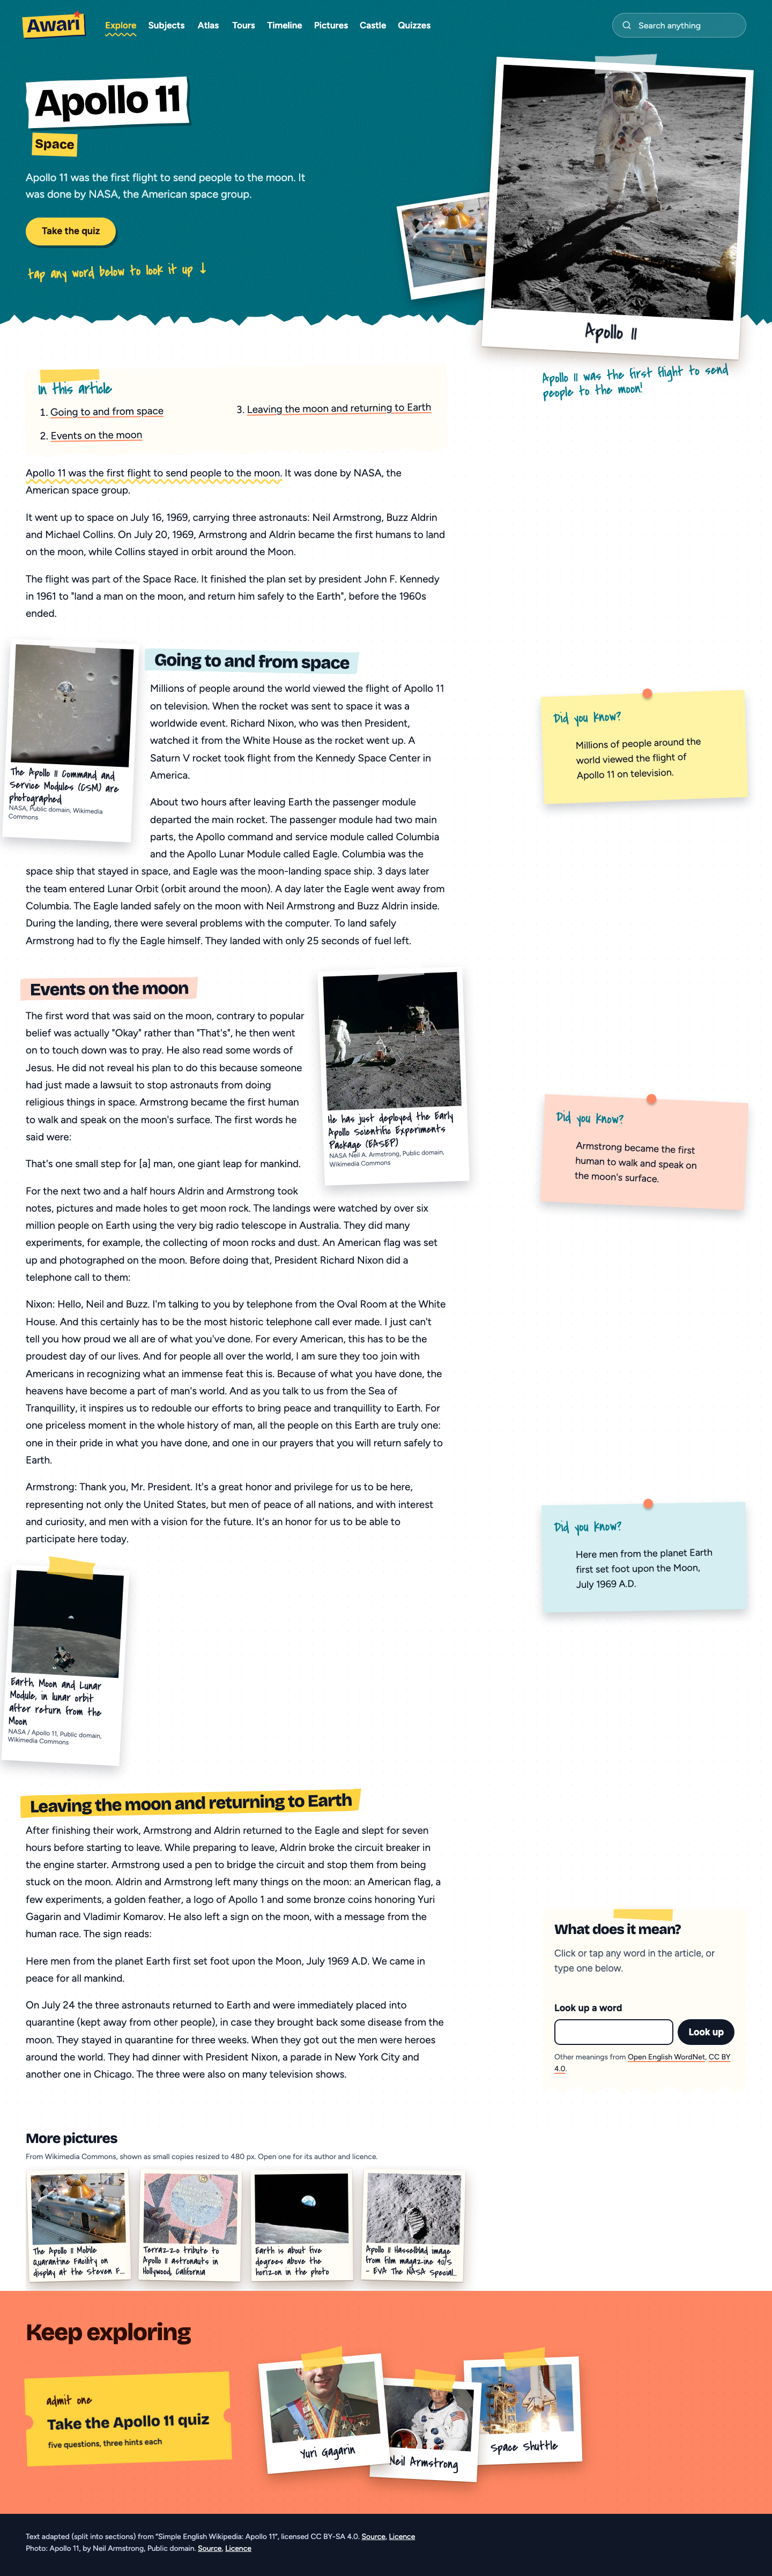 Awari
Explore Subjects Atlas Tours Timeline Pictures Castle Quizzes
Search anything
Apollo 11
Space
Apollo 11 was the first flight to send people to the moon. It
was done by NASA, the American space group.
Take the quiz
tap any word below to look it up ↓
Apollo 11
Apollo 11 was the first flight to send
people to the moon!
In this article
1. Going to and from space
2. Events on the moon
3. Leaving the moon and returning to Earth
Apollo 11 was the first flight to send people to the moon. It was done by NASA, the
American space group.
It went up to space on July 16, 1969, carrying three astronauts: Neil Armstrong, Buzz Aldrin
and Michael Collins. On July 20, 1969, Armstrong and Aldrin became the first humans to land
on the moon, while Collins stayed in orbit around the Moon.
The flight was part of the Space Race. It finished the plan set by president John F. Kennedy
in 1961 to "land a man on the moon, and return him safely to the Earth", before the 1960s
ended.
The Apollo 11 Command and
Service Modules (CSM) are
photographed
NASA, Public domain, Wikimedia
Commons
Going to and from space
Millions of people around the world viewed the flight of Apollo 11
on television. When the rocket was sent to space it was a
worldwide event. Richard Nixon, who was then President,
watched it from the White House as the rocket went up. A
Saturn V rocket took flight from the Kennedy Space Center in
America.
About two hours after leaving Earth the passenger module
departed the main rocket. The passenger module had two main
parts, the Apollo command and service module called Columbia
and the Apollo Lunar Module called Eagle. Columbia was the
space ship that stayed in space, and Eagle was the moon-landing space ship. 3 days later
the team entered Lunar Orbit (orbit around the moon). A day later the Eagle went away from
Columbia. The Eagle landed safely on the moon with Neil Armstrong and Buzz Aldrin inside.
During the landing, there were several problems with the computer. To land safely
Armstrong had to fly the Eagle himself. They landed with only 25 seconds of fuel left.
Did you know?
Millions of people around the
world viewed the flight of
Apollo 11 on television.
Events on the moon
The first word that was said on the moon, contrary to popular
belief was actually "Okay" rather than "That's", he then went
on to touch down was to pray. He also read some words of
Jesus. He did not reveal his plan to do this because someone
had just made a lawsuit to stop astronauts from doing
religious things in space. Armstrong became the first human
to walk and speak on the moon's surface. The first words he
said were:
That's one small step for [a] man, one giant leap for mankind.
For the next two and a half hours Aldrin and Armstrong took
notes, pictures and made holes to get moon rock. The landings were watched by over six
million people on Earth using the very big radio telescope in Australia. They did many
experiments, for example, the collecting of moon rocks and dust. An American flag was set
up and photographed on the moon. Before doing that, President Richard Nixon did a
telephone call to them:
He has just deployed the Early
Apollo Scientific Experiments
Package (EASEP)
NASA Neil A. Armstrong, Public domain,
Wikimedia Commons
Did you know?
Armstrong became the first
human to walk and speak on
the moon's surface.
Nixon: Hello, Neil and Buzz. I'm talking to you by telephone from the Oval Room at the White
House. And this certainly has to be the most historic telephone call ever made. I just can't
tell you how proud we all are of what you've done. For every American, this has to be the
proudest day of our lives. And for people all over the world, I am sure they too join with
Americans in recognizing what an immense feat this is. Because of what you have done, the
heavens have become a part of man's world. And as you talk to us from the Sea of
Tranquillity, it inspires us to redouble our efforts to bring peace and tranquillity to Earth. For
one priceless moment in the whole history of man, all the people on this Earth are truly one:
one in their pride in what you have done, and one in our prayers that you will return safely to
Earth.
Armstrong: Thank you, Mr. President. It's a great honor and privilege for us to be here,
representing not only the United States, but men of peace of all nations, and with interest
and curiosity, and men with a vision for the future. It's an honor for us to be able to
participate here today.
Did you know?
Here men from the planet Earth
first set foot upon the Moon,
July 1969 A.D.
Earth, Moon and Lunar
Module, in lunar orbit
after return from the
Moon
NASA / Apollo 11, Public domain,
Wikimedia Commons
Leaving the moon and returning to Earth
After finishing their work, Armstrong and Aldrin returned to the Eagle and slept for seven
hours before starting to leave. While preparing to leave, Aldrin broke the circuit breaker in
the engine starter. Armstrong used a pen to bridge the circuit and stop them from being
stuck on the moon. Aldrin and Armstrong left many things on the moon: an American flag, a
few experiments, a golden feather, a logo of Apollo 1 and some bronze coins honoring Yuri
Gagarin and Vladimir Komarov. He also left a sign on the moon, with a message from the
human race. The sign reads:
Here men from the planet Earth first set foot upon the Moon, July 1969 A.D. We came in
peace for all mankind.
On July 24 the three astronauts returned to Earth and were immediately placed into
quarantine (kept away from other people), in case they brought back some disease from the
moon. They stayed in quarantine for three weeks. When they got out the men were heroes
around the world. They had dinner with President Nixon, a parade in New York City and
another one in Chicago. The three were also on many television shows.
What does it mean?
Click or tap any word in the article, or
type one below.
Look up a word
Look up
Other meanings from Open English WordNet, CC BY
4.0.
More pictures
From Wikimedia Commons, shown as small copies resized to 480 px. Open one for its author and licence.
The Apollo 11 Mobile
Quarantine Facility on
display at the Steven F...
Terrazzo tribute to
Apollo 11 astronauts in
Hollywood, California
Earth is about five
degrees above the
horizon in the photo
Apollo 11 Hasselblad image
from film magazine 40/S
- EVA The NASA Special...
Keep exploring
admit one
Take the Apollo 11 quiz
five questions, three hints each
Yuri Gagarin
Neil Armstrong
Space Shuttle
Text adapted (split into sections) from "Simple English Wikipedia: Apollo 11", licensed CC BY-SA 4.0. Source, Licence
Photo: Apollo 11, by Neil Armstrong, Public domain. Source, Licence